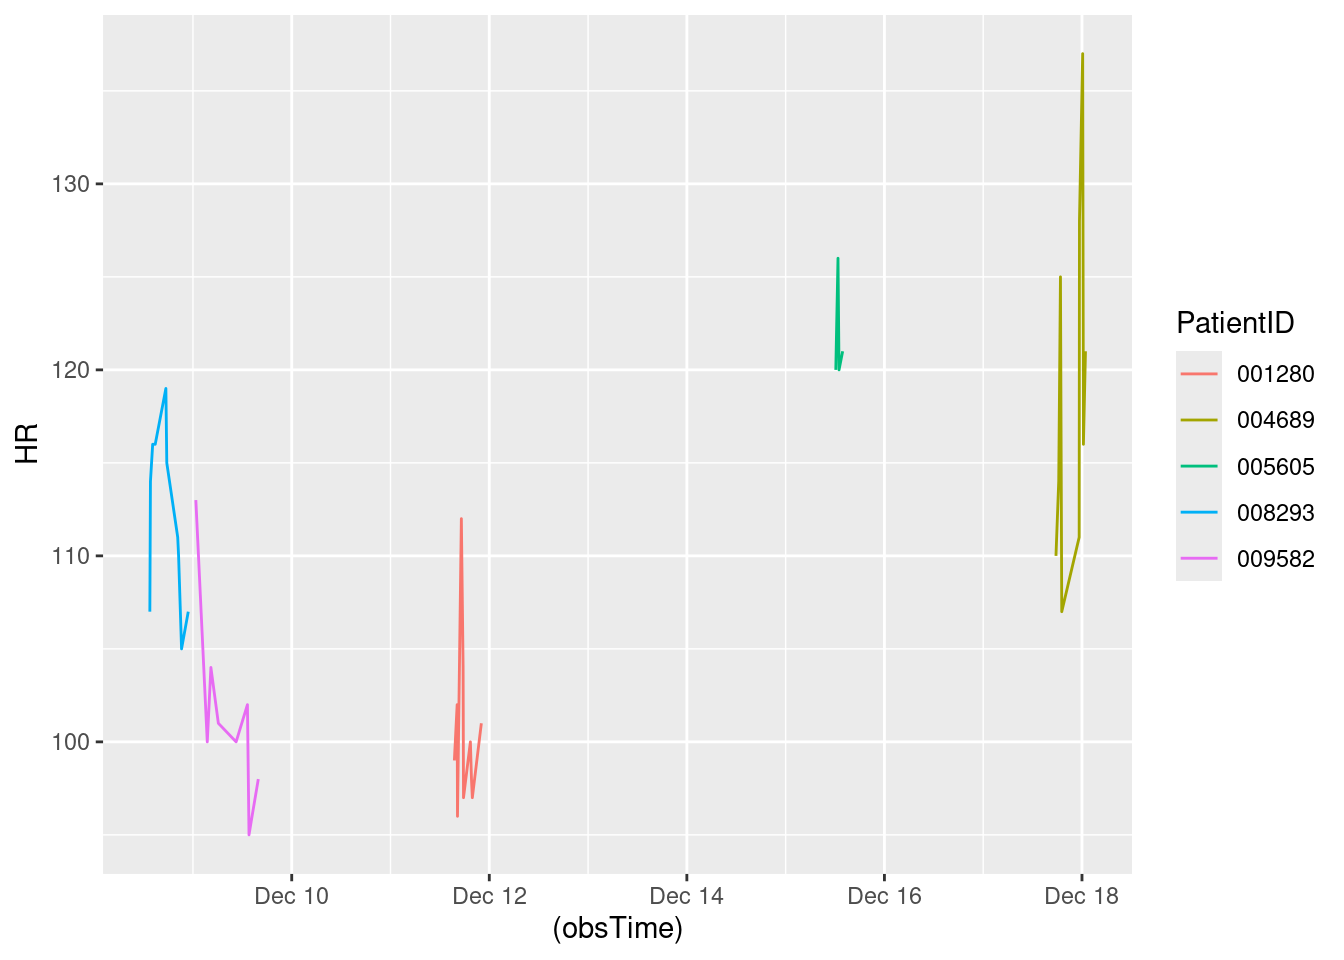 130
120
110
100
HR
Dec 10
Dec 12
Dec 14
Dec 16
Dec 18
(obsTime)
PatientID
001280
004689
005605
008293
009582